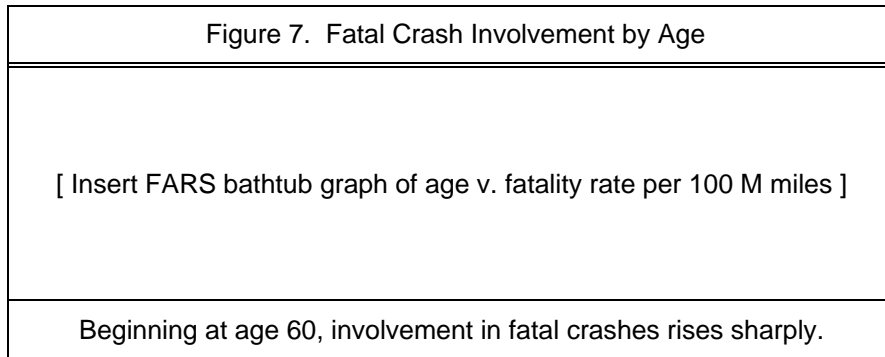 Figure 7.  Fatal Crash Involvement by Age
[ Insert FARS bathtub graph of age v. fatality rate per 100 M miles ]
Beginning at age 60, involvement in fatal crashes rises sharply.